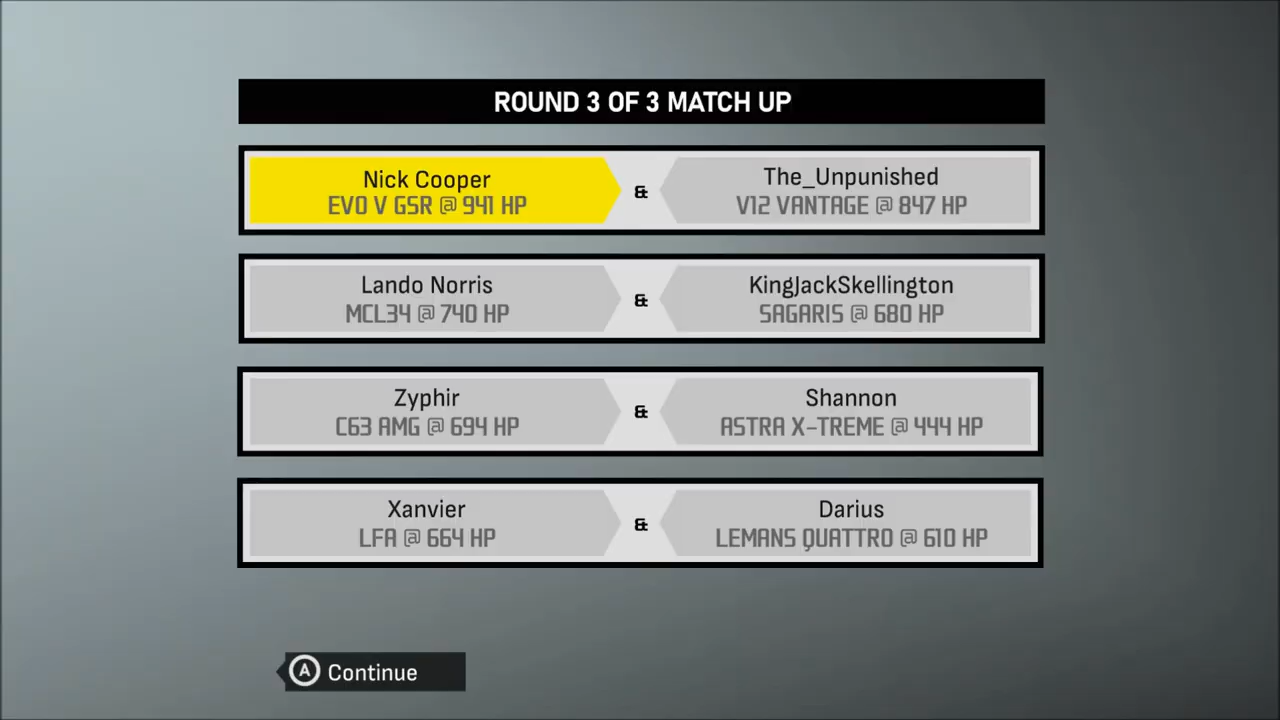 ROUND 3 OF 3 MATCH UP
Nick Cooper
EVO V GSR @ 941 HP
&
The_Unpunished
V12 VANTAGE @ 847 HP
Lando Norris
MCL34 @ 740 HP
&
KingJackSkellington
SAGARIS @ 680 HP
Zyphir
C63 AMG @ 694 HP
&
Shannon
ASTRA X-TREME @ 444 HP
Xanvier
LFA @ 664 HP
&
Darius
LEMANS QUATTRO @ 610 HP
A Continue